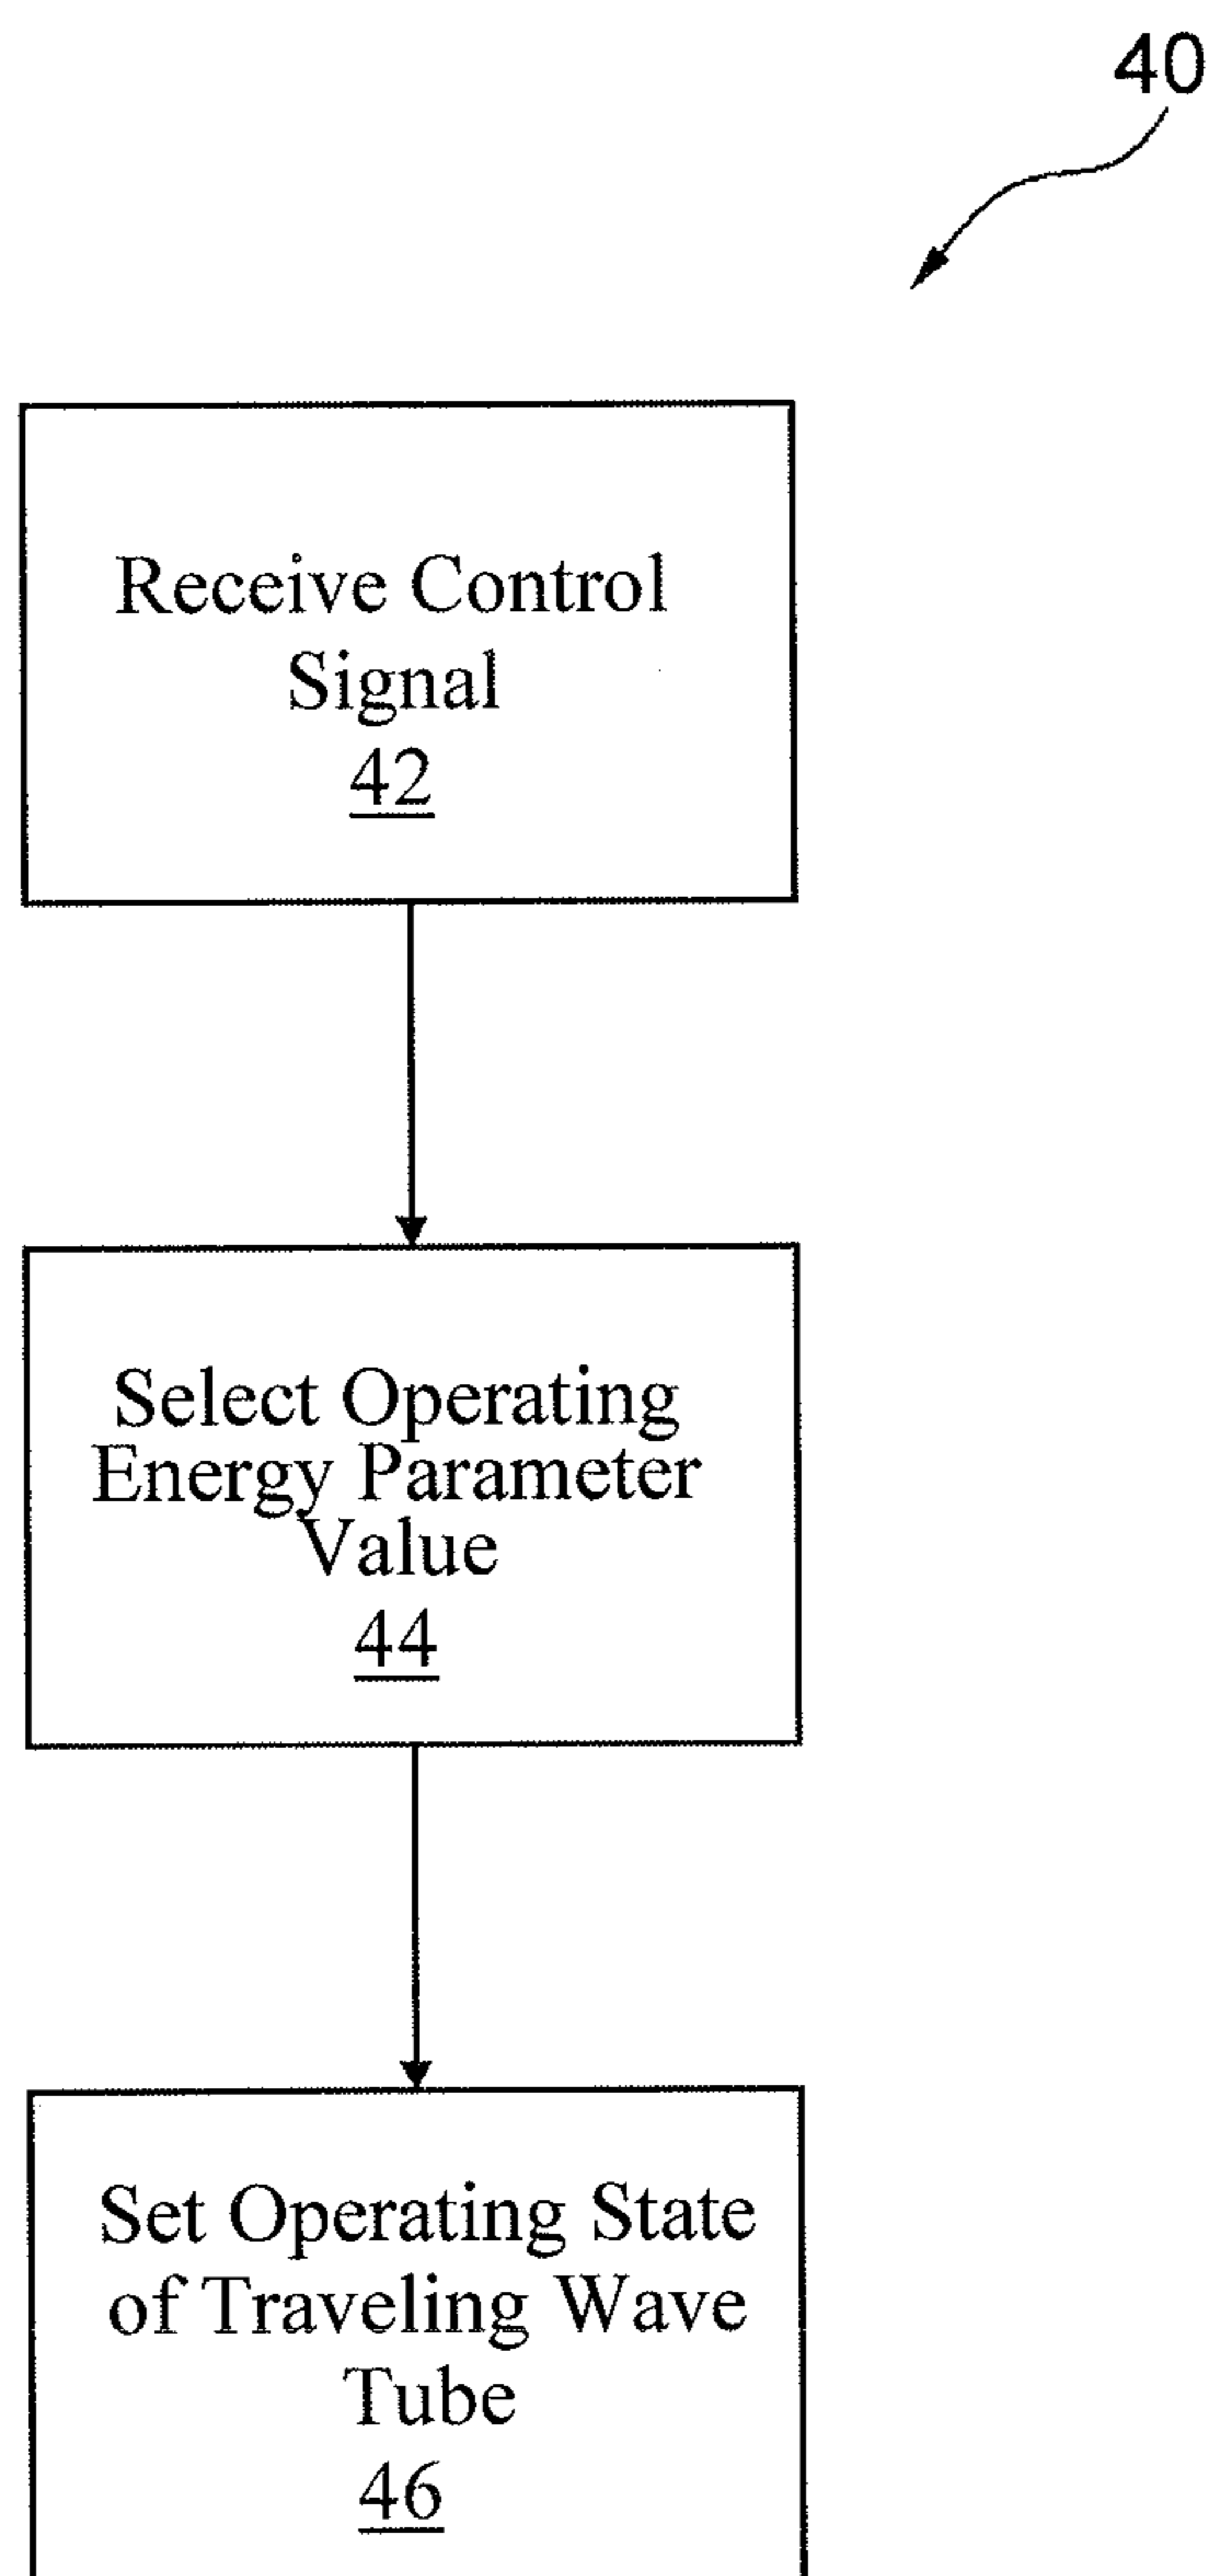 40
Receive Control
Signal
42
Select Operating
Energy Parameter
Value
44
Set Operating State
of Traveling Wave
Tube
46